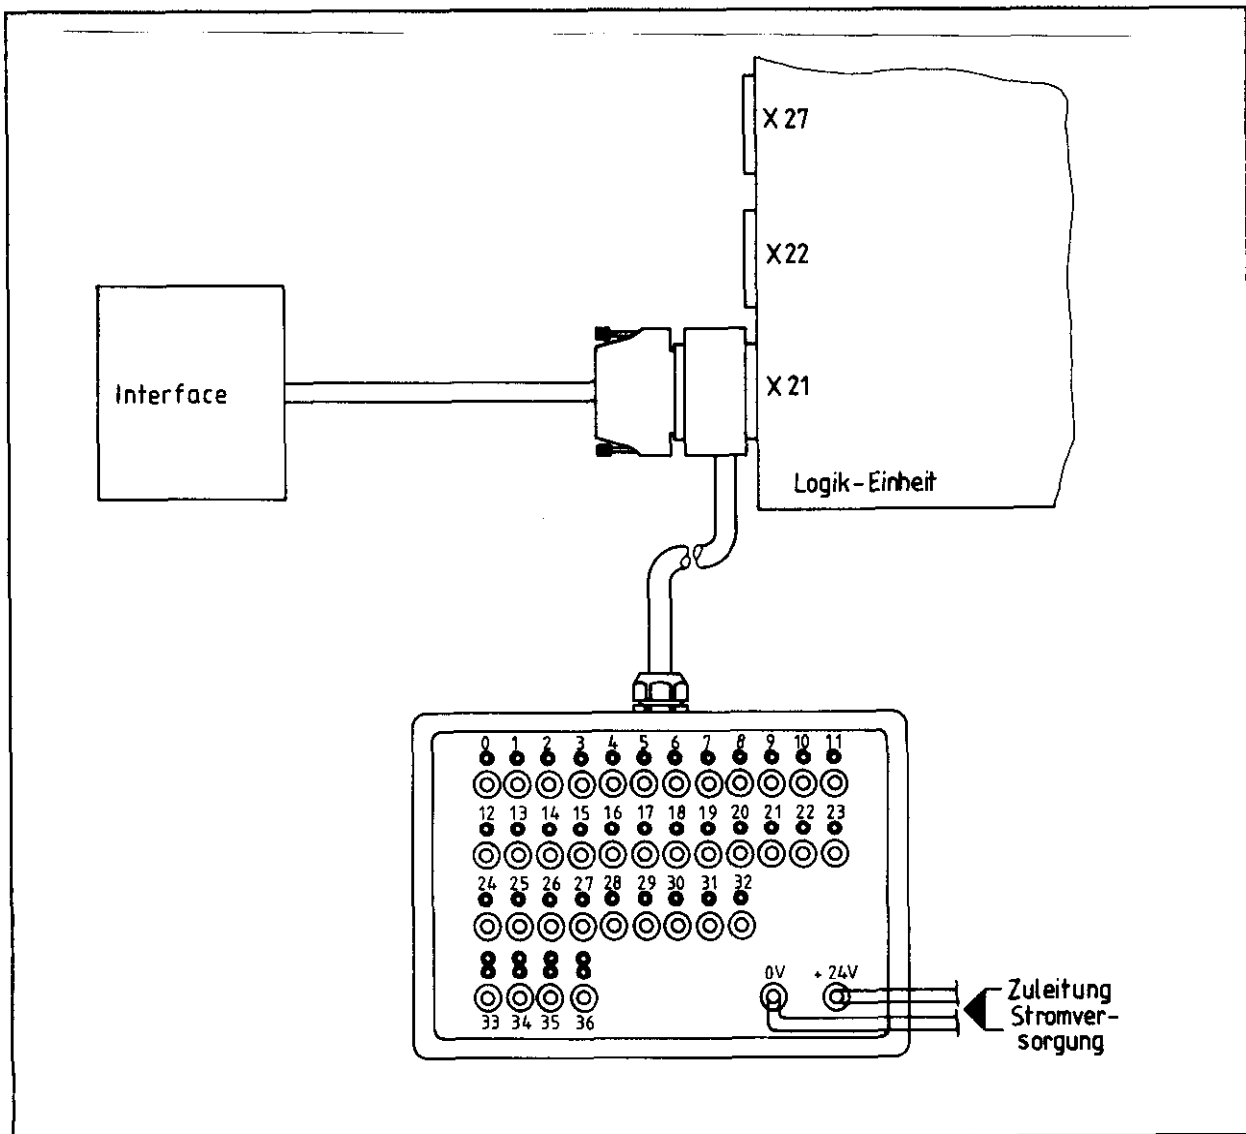 X 27
X22
Interface
X 21
Logik-Einheit
0 1 2 3 4 5 6 7 8 9 10 11
12 13 14 15 16 17 18 19 20 21 22 23
24 25 26 27 28 29 30 31 32
0V + 24V
33 34 35 36
Zuleitung
Stromver-
sorgung